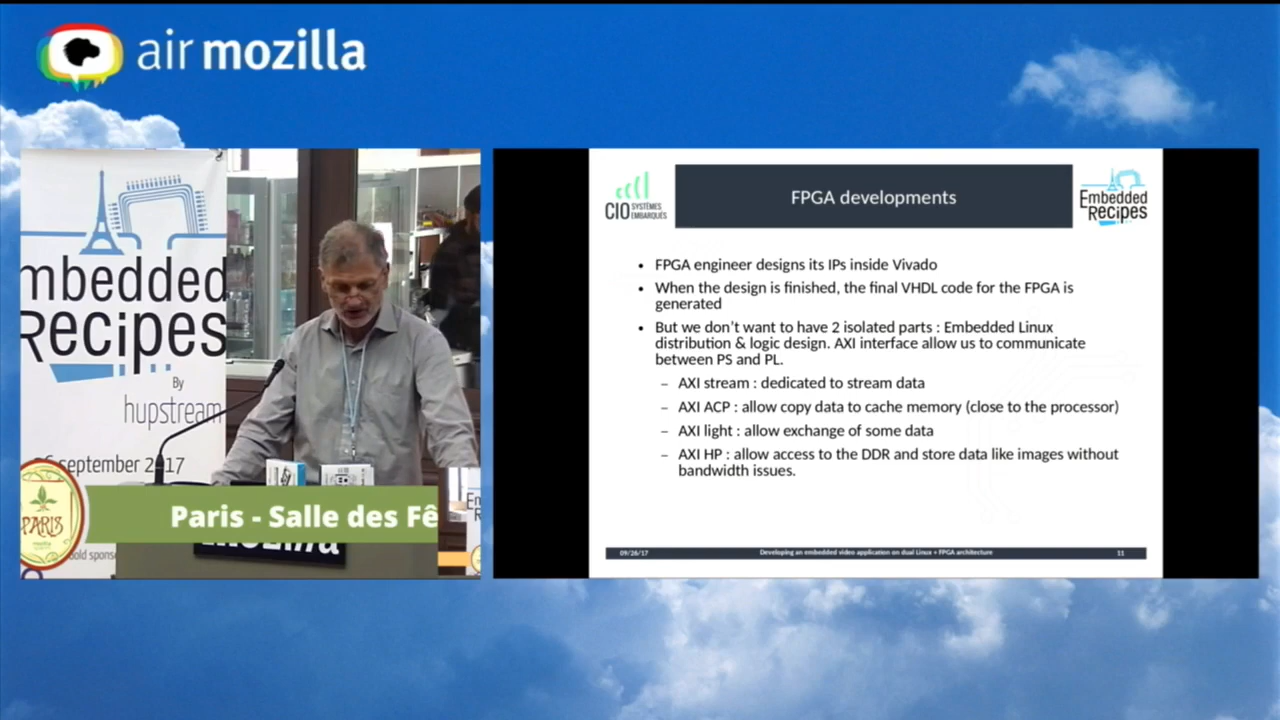 air mozilla
mbedded
Recipes
By
hupstream
september 2017
PARIS
mozilla
Paris - Salle des Fê
mozilla
old spons
CIO SYSTÈMES
EMBARQUÉS
FPGA developments
Embedded
Recipes
• FPGA engineer designs its IPs inside Vivado
• When the design is finished, the final VHDL code for the FPGA is
generated
• But we don't want to have 2 isolated parts : Embedded Linux
distribution & logic design. AXI interface allow us to communicate
between PS and PL.
– AXI stream : dedicated to stream data
– AXI ACP : allow copy data to cache memory (close to the processor)
– AXI light : allow exchange of some data
– AXI HP : allow access to the DDR and store data like images without
bandwidth issues.
09/26/17 Developing an embedded video application on dual Linux + FPGA architecture 11